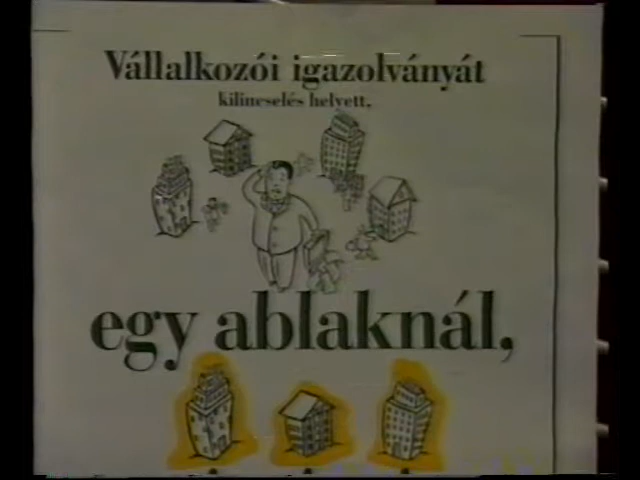 Vállalkozói igazolványát
kilincselés helyett,
egy ablaknál,